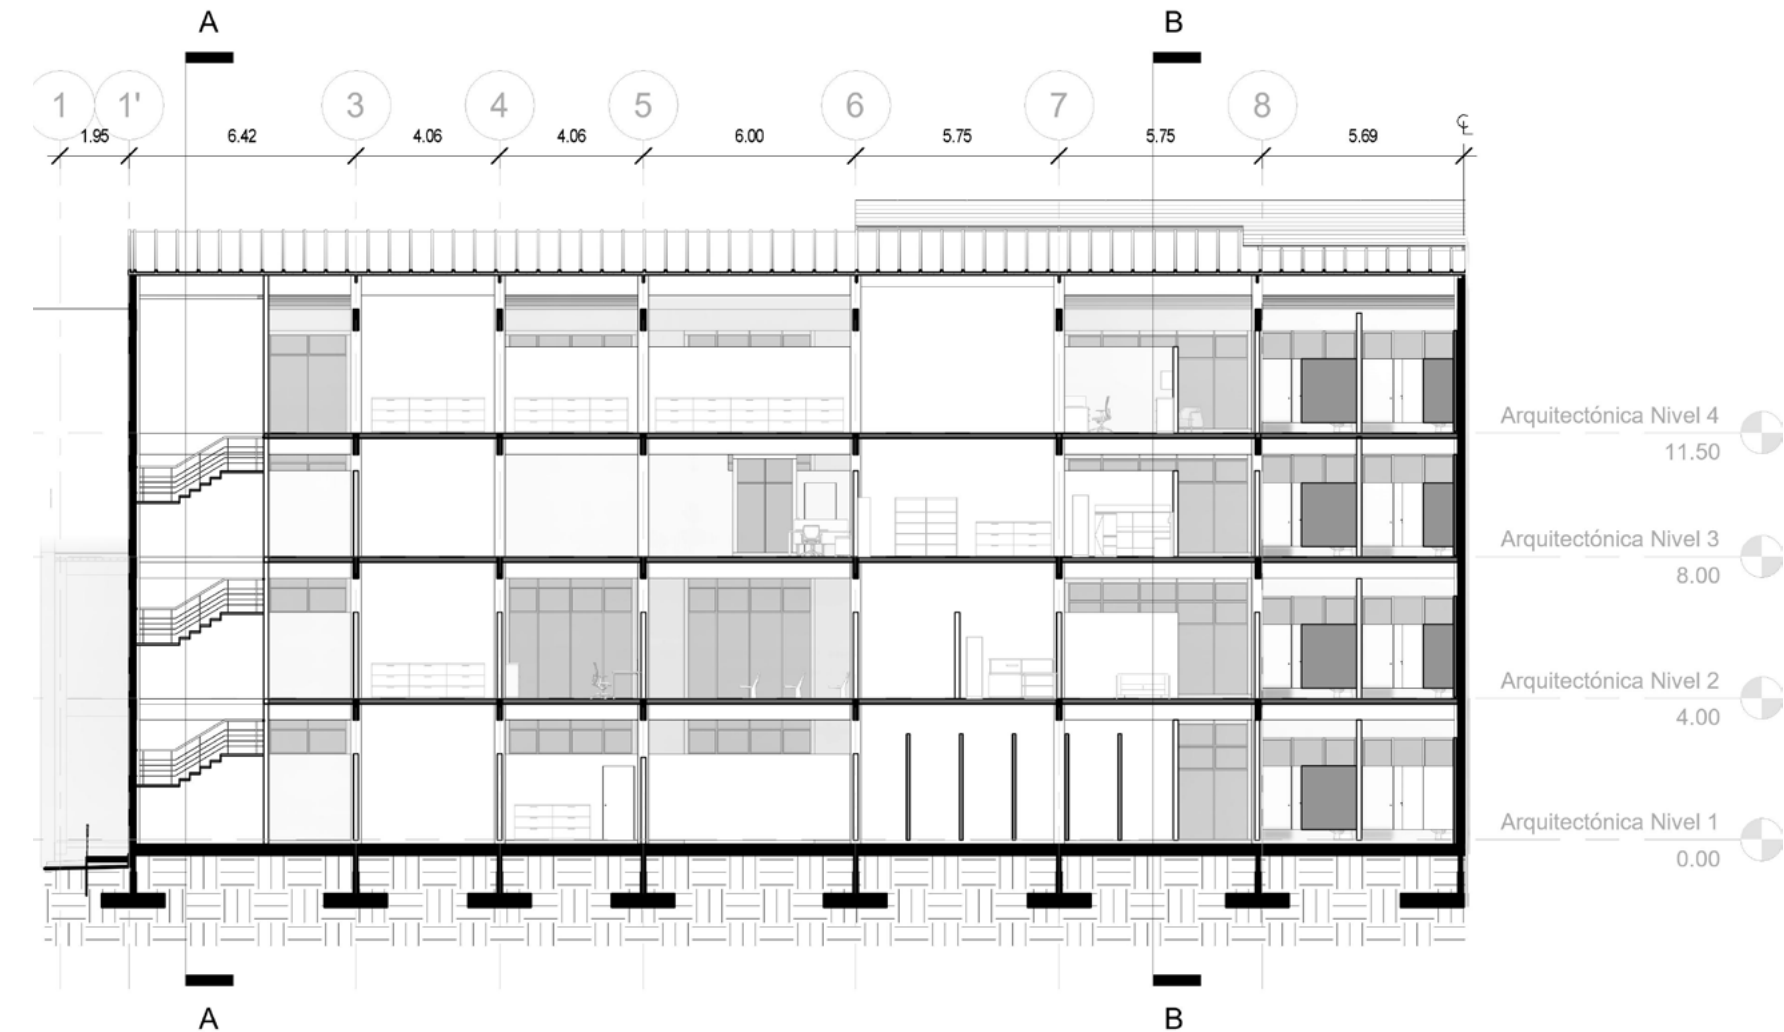 A B
1 1' 3 4 5 6 7 8
1.95 6.42 4.06 4.06 6.00 5.75 5.75 5.69 ℄
Arquitectónica Nivel 4
11.50
Arquitectónica Nivel 3
8.00
Arquitectónica Nivel 2
4.00
Arquitectónica Nivel 1
0.00
A B